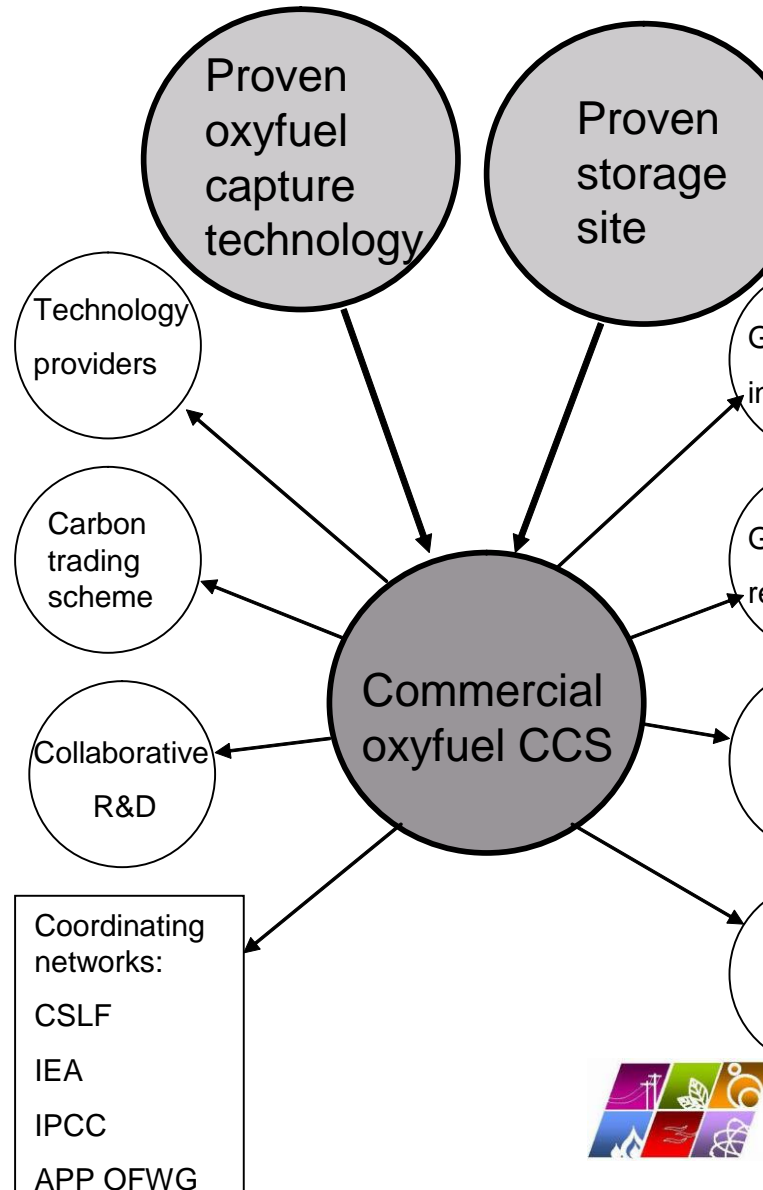 Proven
oxyfuel
capture
technology
Proven
storage
site
Technology
providers
Carbon
trading
scheme
Commercial
oxyfuel CCS
Collaborative
R&D
Coordinating
networks:
CSLF
IEA
IPCC
APP OFWG